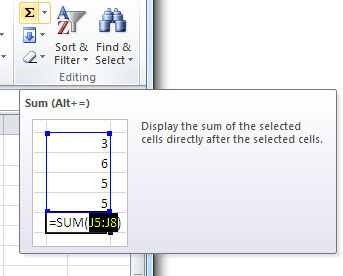 Σ
A
Z
Sort &
Filter
Find &
Select
Editing
Sum (Alt+=)
Display the sum of the selected
cells directly after the selected cells.
3
6
5
5
=SUM(J5:J8)